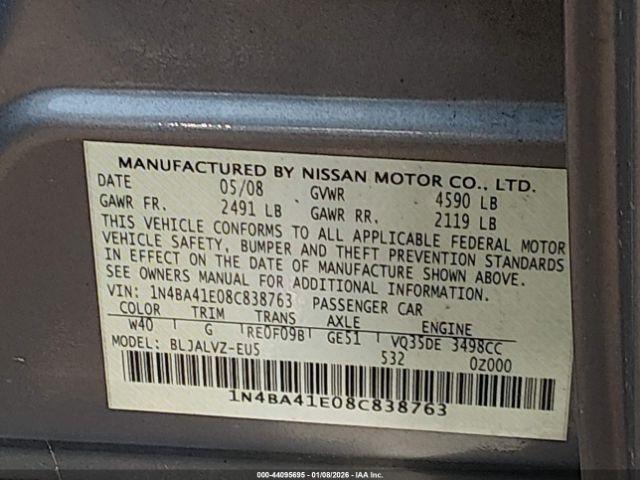 MANUFACTURED BY NISSAN MOTOR CO., LTD.
DATE 05/08 GVWR 4590 LB
GAWR FR. 2491 LB GAWR RR. 2119 LB
THIS VEHICLE CONFORMS TO ALL APPLICABLE FEDERAL MOTOR
VEHICLE SAFETY, BUMPER AND THEFT PREVENTION STANDARDS
IN EFFECT ON THE DATE OF MANUFACTURE SHOWN ABOVE.
SEE OWNERS MANUAL FOR ADDITIONAL INFORMATION.
VIN: 1N4BA41E08C838763 PASSENGER CAR
COLOR TRIM TRANS AXLE ENGINE
W40 G RE0F09B GE51 VQ35DE 3498CC
MODEL: BLJALVZ-EU5 532 0Z000
1N4BA41E08C838763
000-44095695 - 01/08/2026 - © IAA Inc.